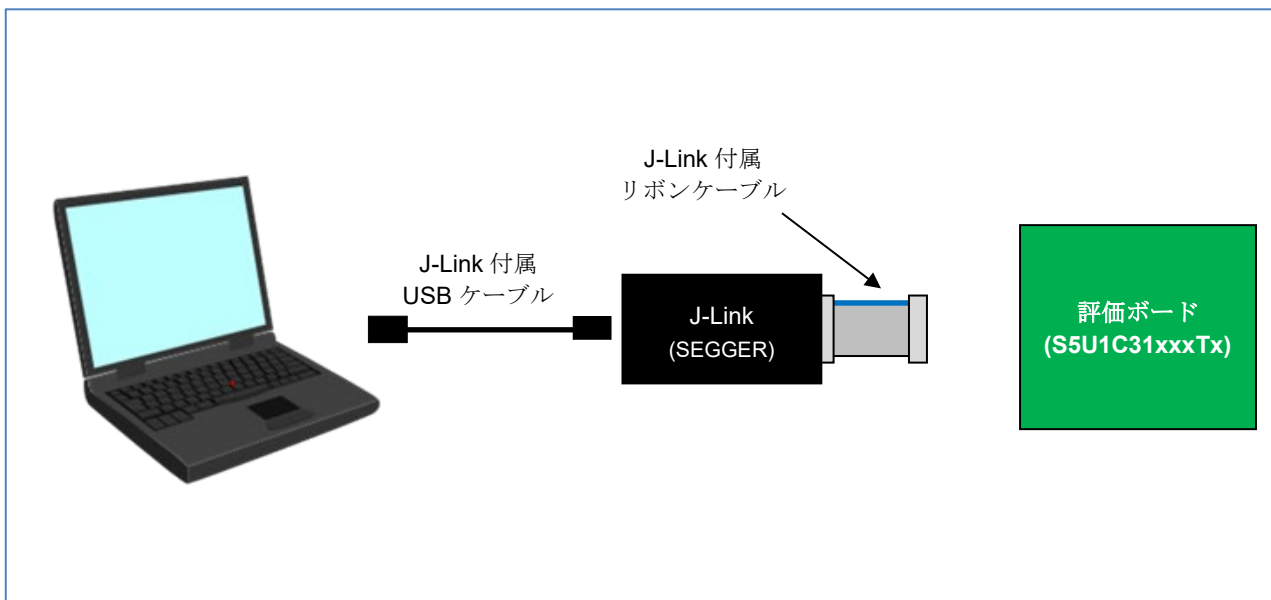 J-Link 付属
リボンケーブル
J-Link 付属
USB ケーブル
J-Link
(SEGGER)
評価ボード
(S5U1C31xxxTx)